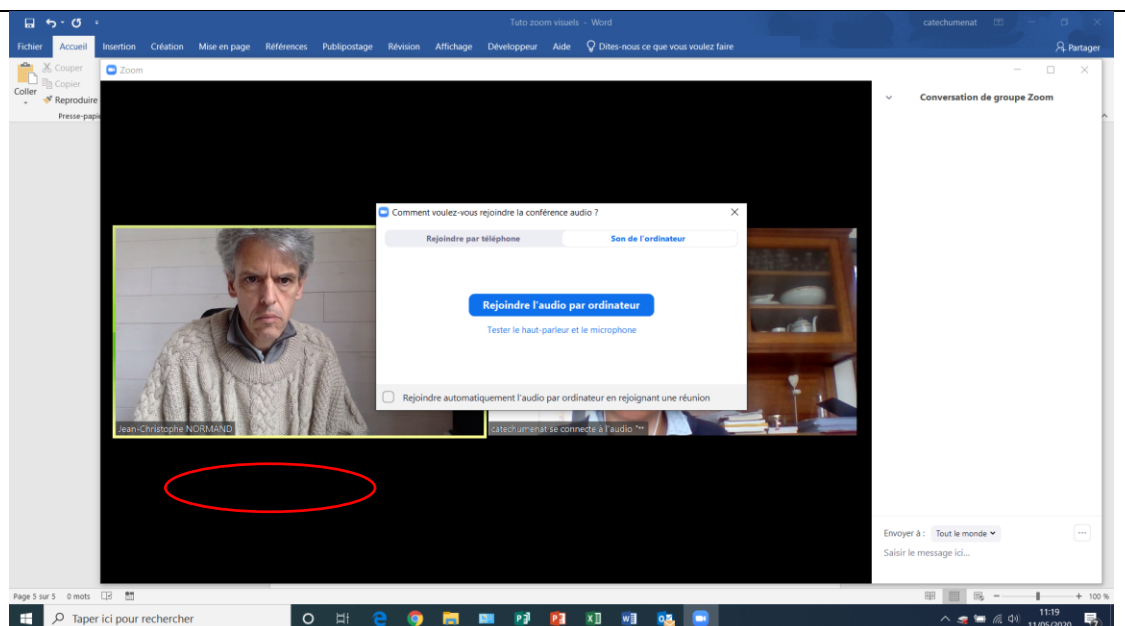 Tuto zoom visuels - Word
catechumenat
Fichier Accueil Insertion Création Mise en page Références Publipostage Révision Affichage Développeur Aide Dites-nous ce que vous voulez faire Partager
Couper
Copier
Coller
Reproduire
Presse-papie
Zoom
Conversation de groupe Zoom
Comment voulez-vous rejoindre la conférence audio ?
Rejoindre par téléphone Son de l'ordinateur
Rejoindre l'audio par ordinateur
Tester le haut-parleur et le microphone
Rejoindre automatiquement l'audio par ordinateur en rejoignant une réunion
Jean-Christophe NORMAND
catechumenat se connecte à l'audio
Envoyer à : Tout le monde
Saisir le message ici...
Page 5 sur 5 0 mots 100 %
Taper ici pour rechercher
11:19
11/05/2020